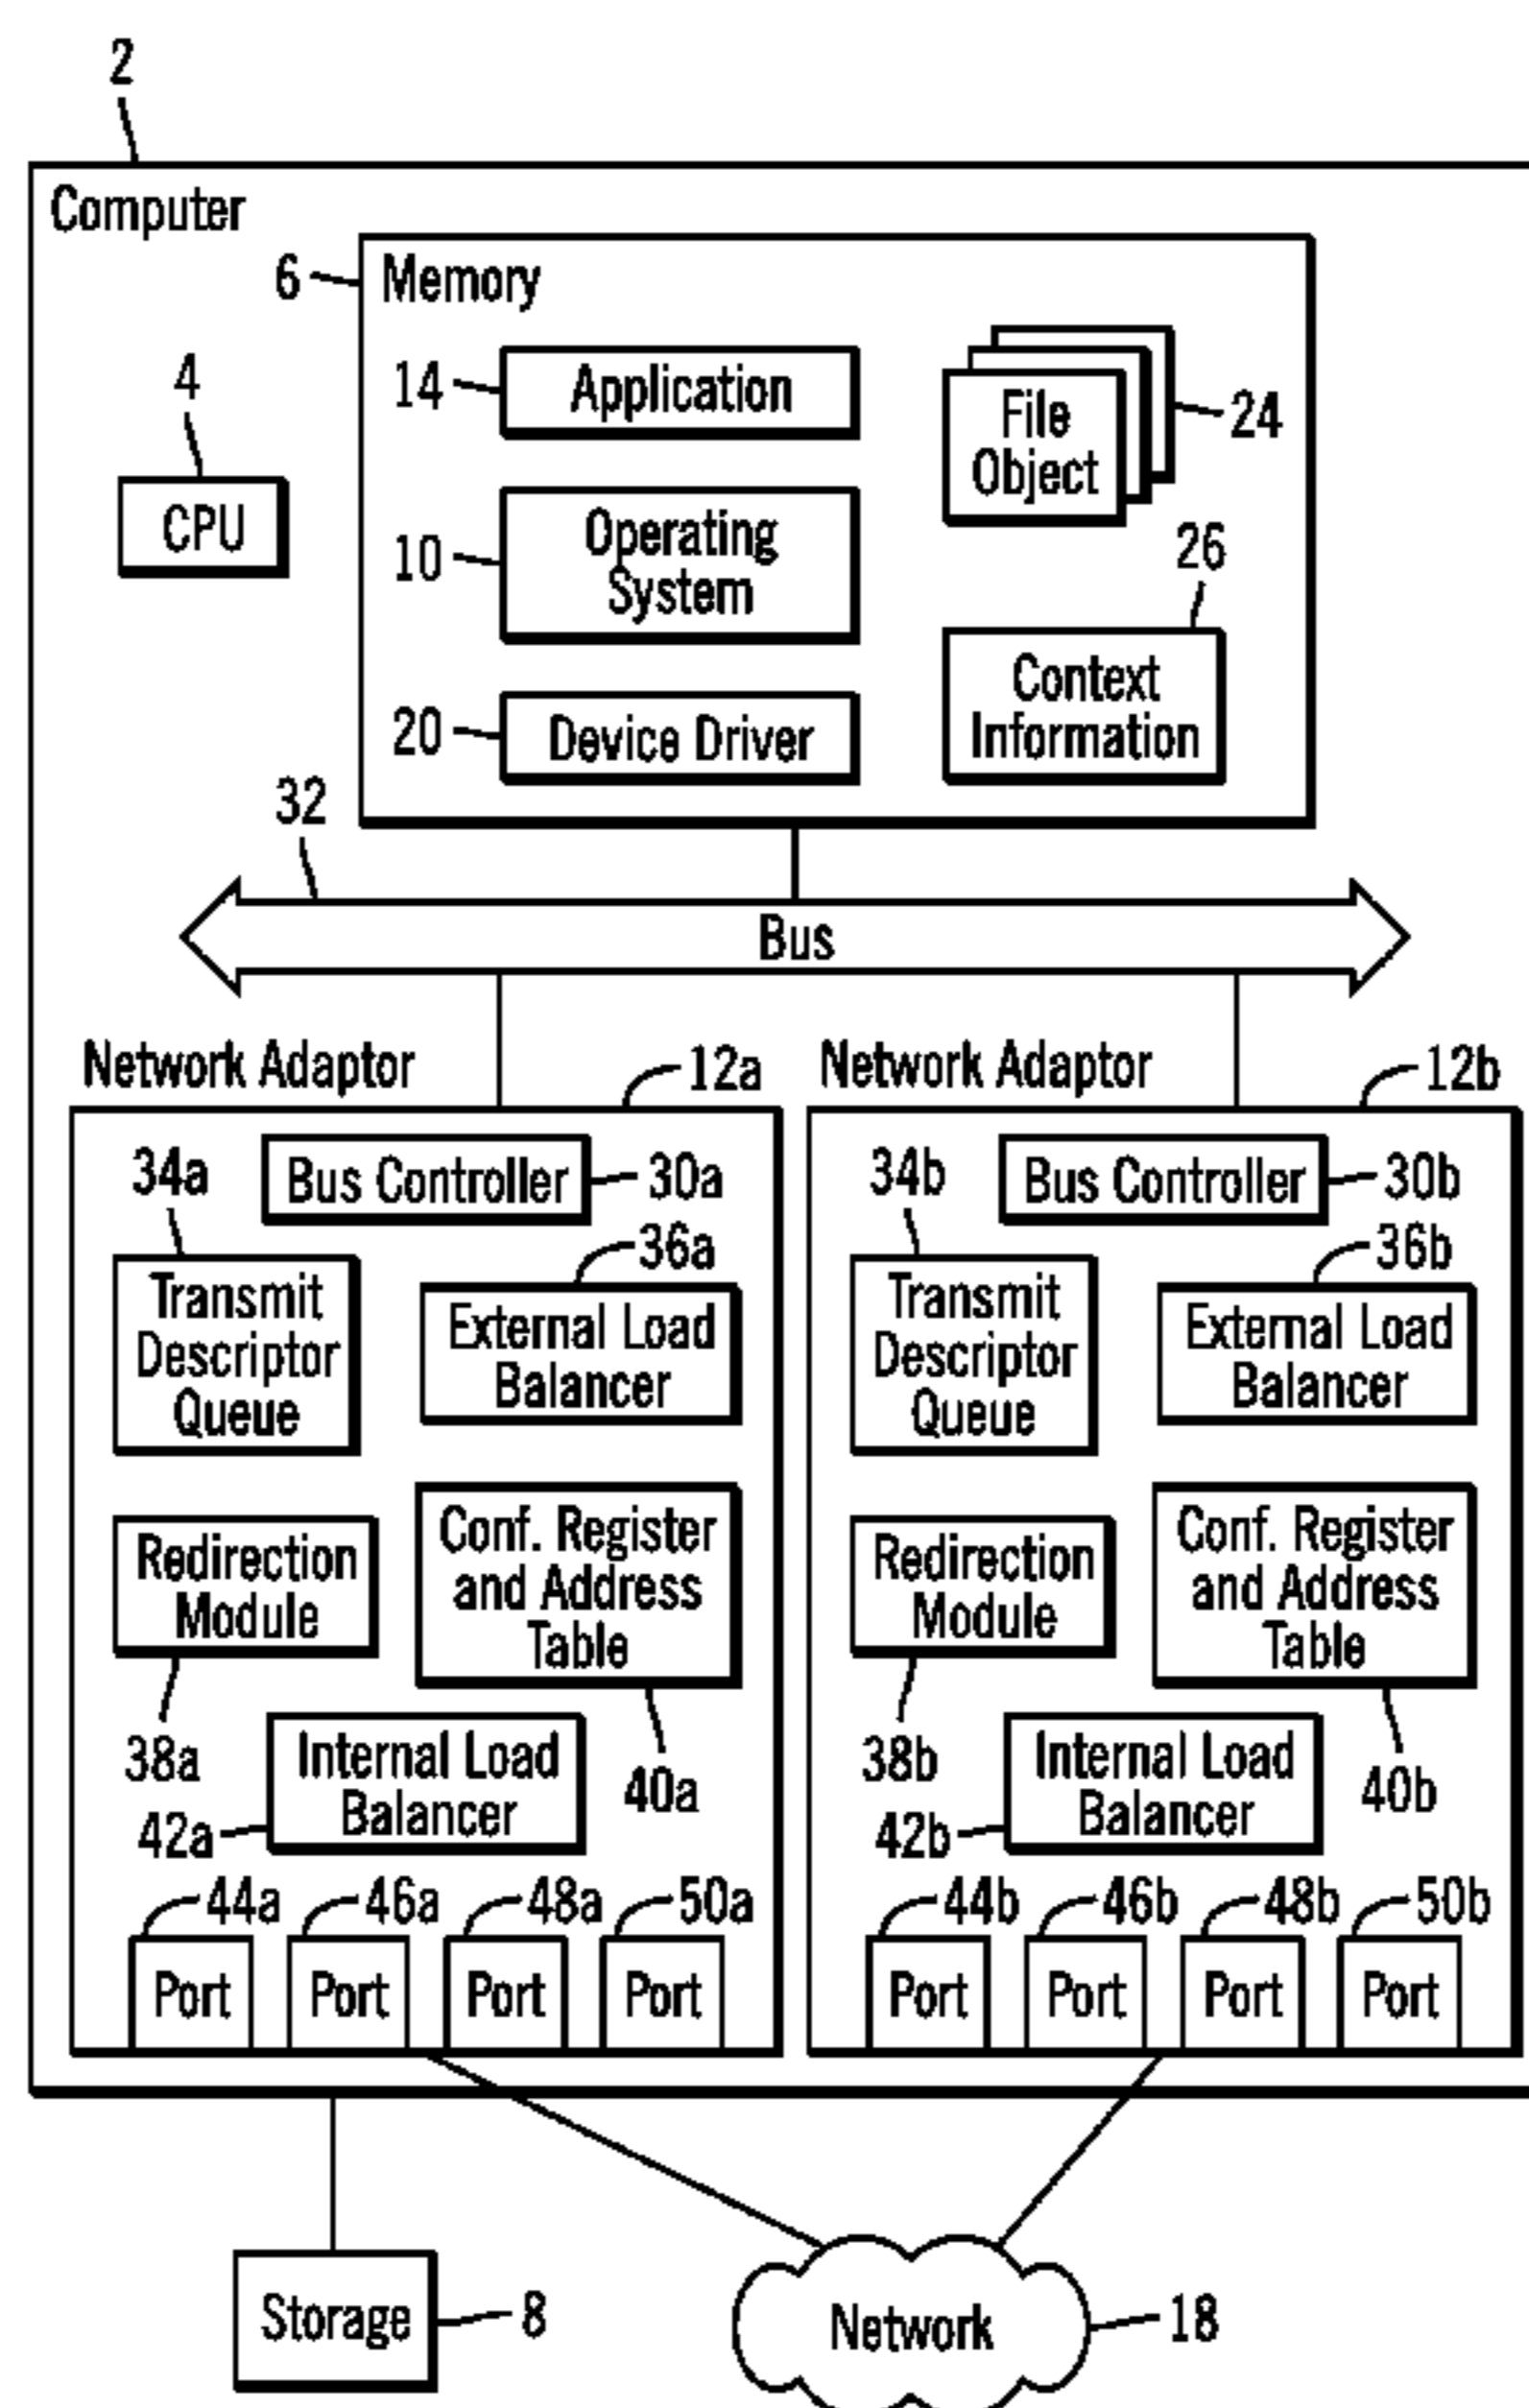 2
Computer
6
Memory
14
Application
File
Object
24
4
CPU
10
Operating
System
26
Context
Information
20
Device Driver
32
Bus
Network Adaptor
12a
Network Adaptor
12b
34a
Bus Controller
30a
36a
Transmit
Descriptor
Queue
External Load
Balancer
Redirection
Module
Conf. Register
and Address
Table
38a
Internal Load
Balancer
40a
42a
44a
46a
48a
50a
Port
Port
Port
Port
34b
Bus Controller
30b
36b
Transmit
Descriptor
Queue
External Load
Balancer
Redirection
Module
Conf. Register
and Address
Table
38b
Internal Load
Balancer
40b
42b
44b
46b
48b
50b
Port
Port
Port
Port
Storage
8
Network
18